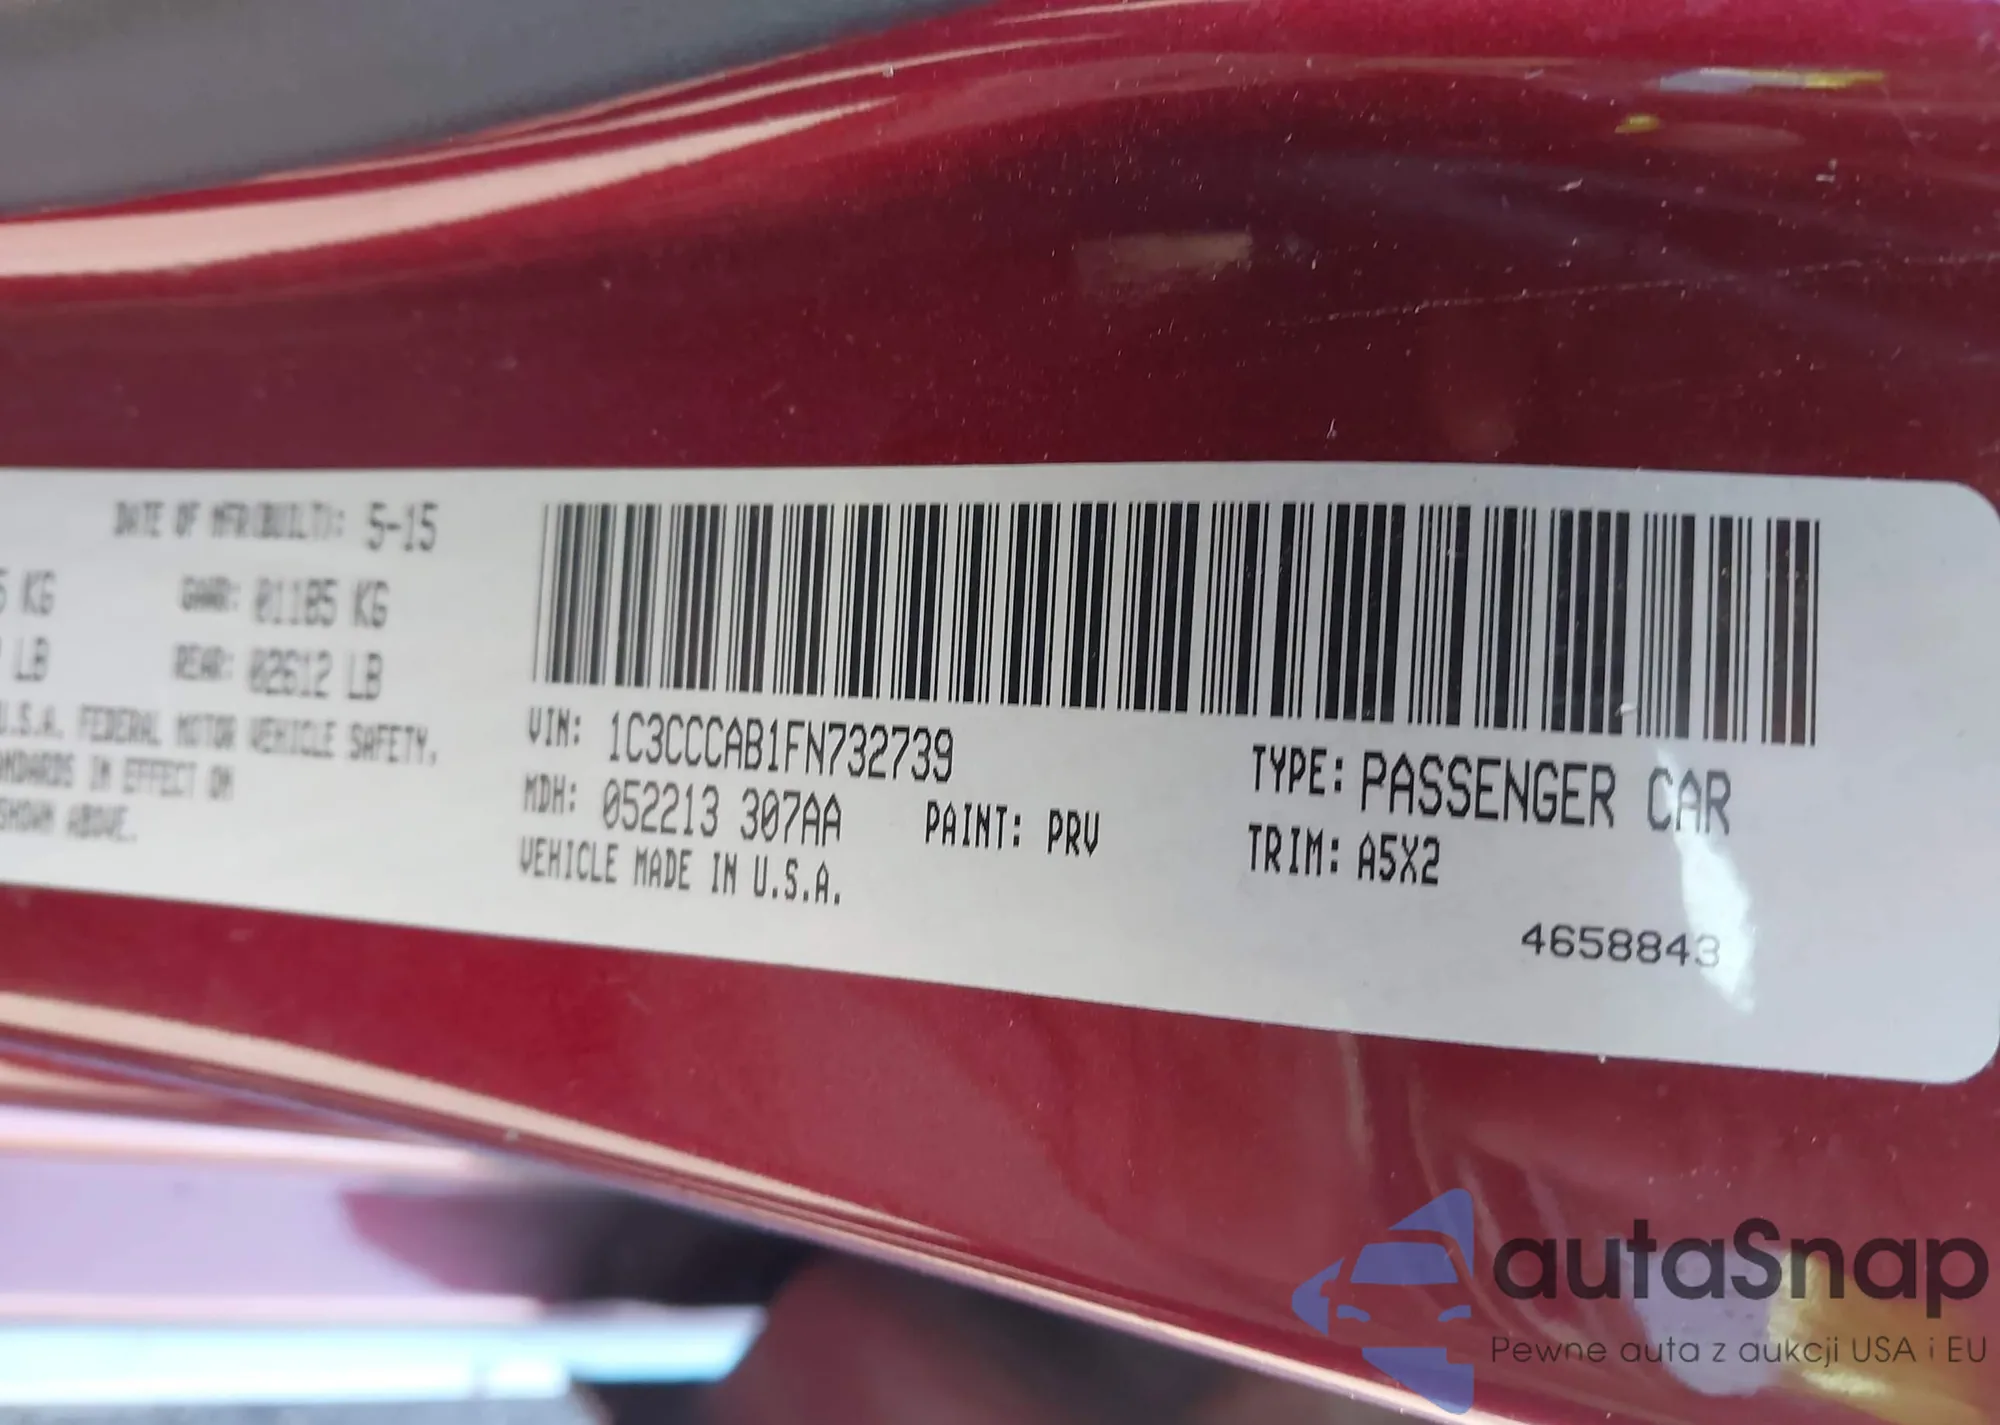 DATE OF MFR(BUILT): 5-15
5 KG GAWR: 01185 KG
LB REAR: 02612 LB
U.S.A. FEDERAL MOTOR VEHICLE SAFETY,
IN EFFECT ON
SHOWN ABOVE.
VIN: 1C3CCCAB1FN732739
MDH: 052213 307AA PAINT: PRV
VEHICLE MADE IN U.S.A.
TYPE: PASSENGER CAR
TRIM: A5X2
4658843
autaSnap
Pewne auta z aukcji USA i EU